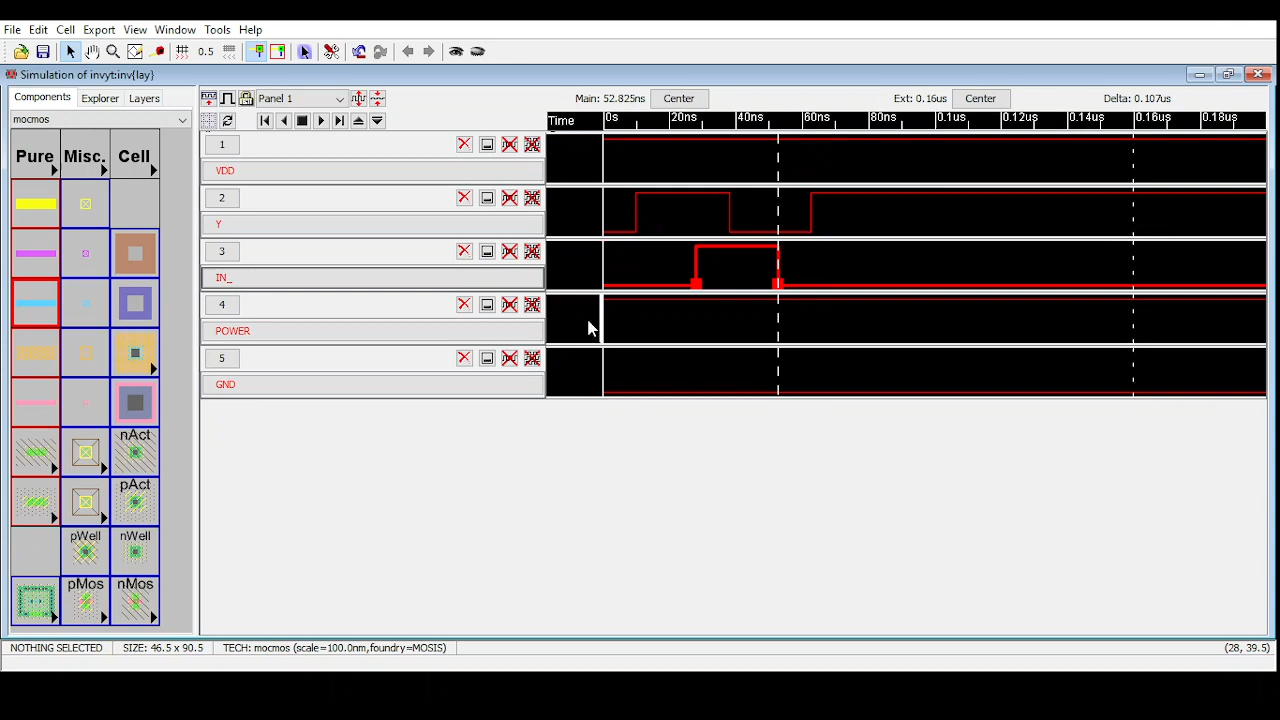 File Edit Cell Export View Window Tools Help
0.5
Simulation of invyt:inv{lay}
Components Explorer Layers
Panel 1
Main: 52.825ns Center
Ext: 0.16us Center
Delta: 0.107us
mocmos
Time 0s 20ns 40ns 60ns 80ns 0.1us 0.12us 0.14us 0.16us 0.18us
Pure Misc. Cell
1
VDD
2
Y
3
IN_
4
POWER
5
GND
nAct
pAct
pWell nWell
pMos nMos
NOTHING SELECTED SIZE: 46.5 x 90.5 TECH: mocmos (scale=100.0nm,foundry=MOSIS) (28, 39.5)